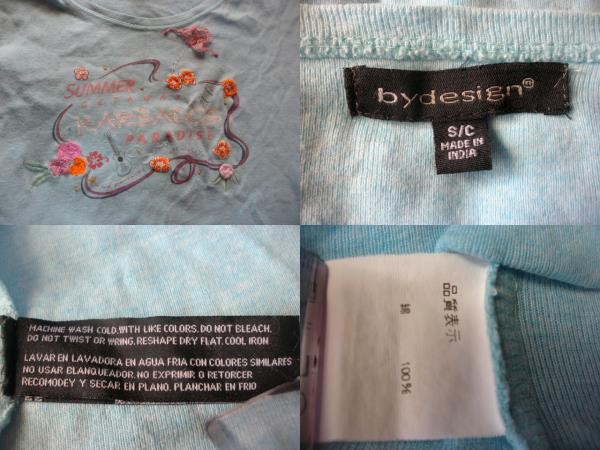 SUMMER
PARADISE
bydesign®
S/C
MADE IN
INDIA
MACHINE WASH COLD.WITH LIKE COLORS. DO NOT BLEACH.
DO NOT TWIST OR WRING.RESHAPE DRY FLAT. COOL IRON
LAVAR EN LAVADORA EN AGUA FRIA CON COLORES SIMILARES
NO USAR BLANQUEADOR. NO EXPRIMIR O RETORCER
RECOMODEY Y SECAR EN PLANO. PLANCHAR EN FRIO
品質表示
綿 100%